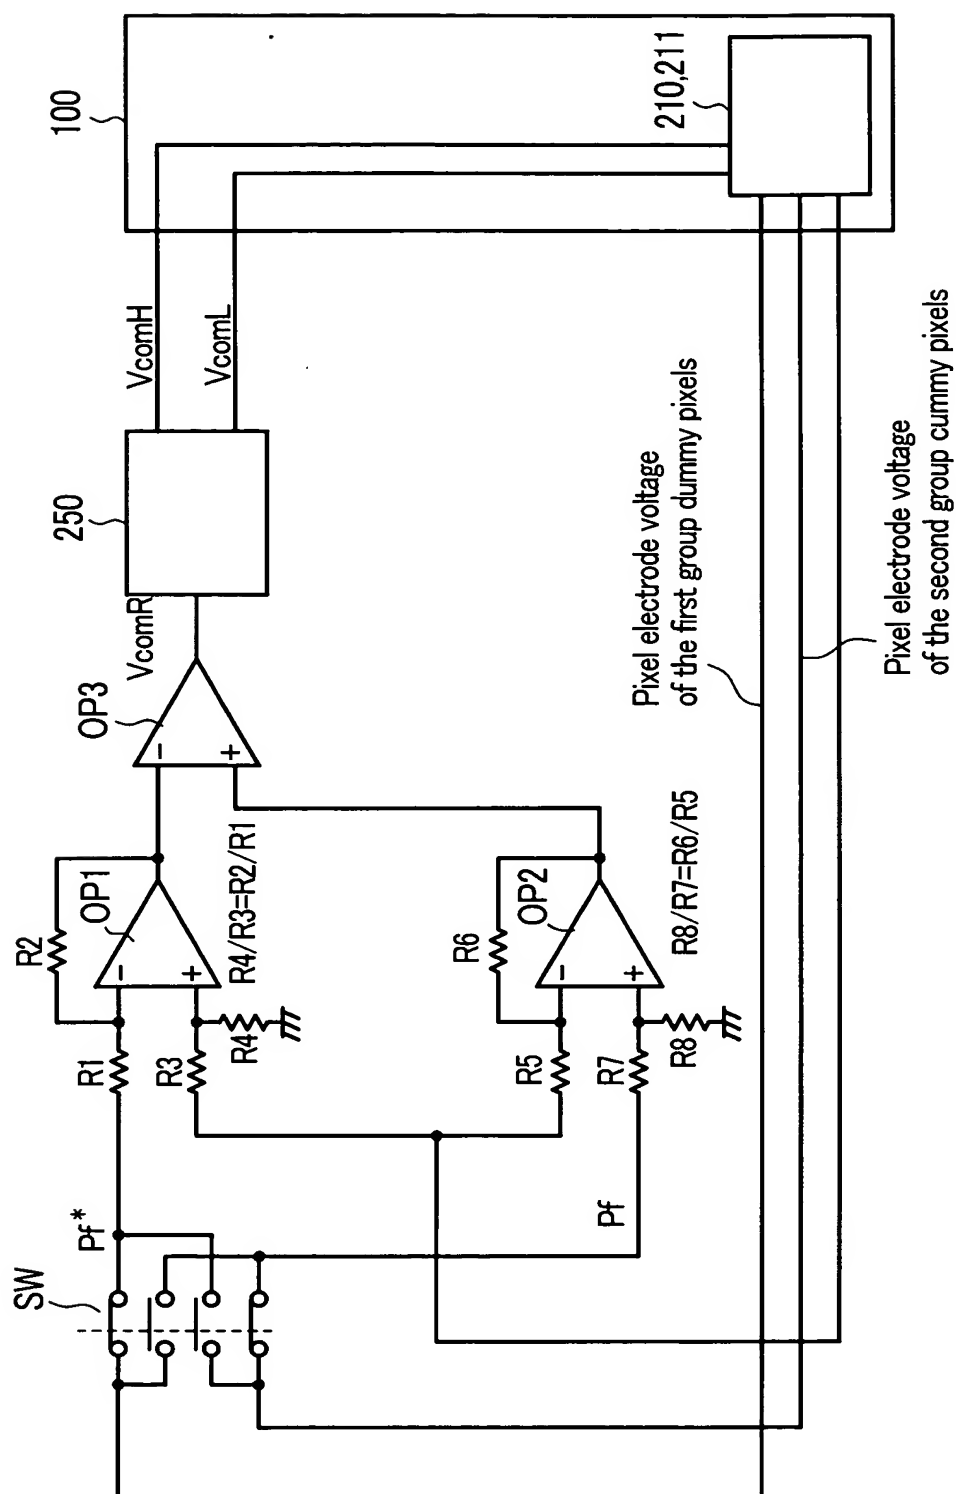 SW
Pf*
R1
R2
OP1
R3
R4
R4/R3=R2/R1
OP3
VcomR
250
VcomH
VcomL
100
210,211
Pf
R5
R6
OP2
R7
R8
R8/R7=R6/R5
Pixel electrode voltage
of the first group dummy pixels
Pixel electrode voltage
of the second group cummy pixels